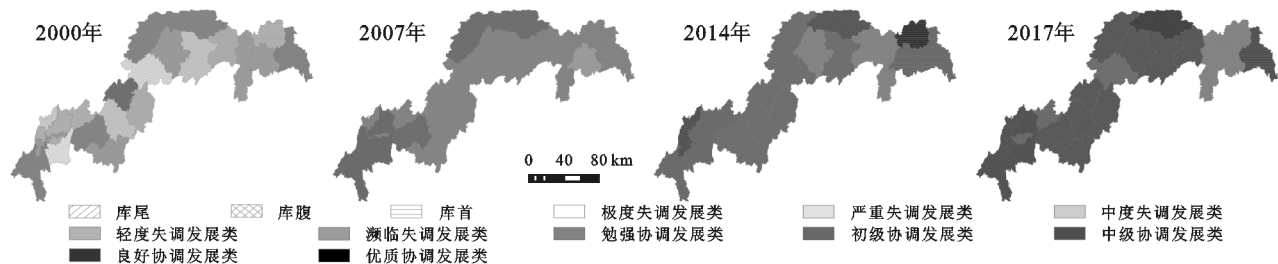 2000年 2007年 2014年 2017年
0 40 80 km
库尾 库腹 库首 极度失调发展类 严重失调发展类 中度失调发展类
轻度失调发展类 濒临失调发展类 勉强协调发展类 初级协调发展类 中级协调发展类
良好协调发展类 优质协调发展类